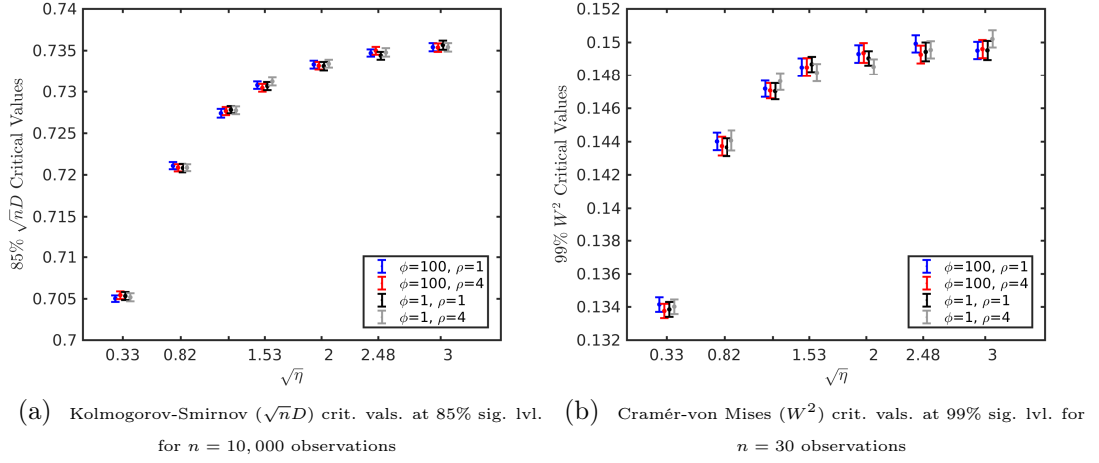 0.74
0.735
0.73
0.725
0.72
0.715
0.71
0.705
0.7
85% √nD Critical Values
0.33 0.82 1.53 2 2.48 3
√η
ϕ=100, ρ=1
ϕ=100, ρ=4
ϕ=1, ρ=1
ϕ=1, ρ=4
(a) Kolmogorov-Smirnov (√nD) crit. vals. at 85% sig. lvl.
for n = 10,000 observations
0.152
0.15
0.148
0.146
0.144
0.142
0.14
0.138
0.136
0.134
0.132
99% W² Critical Values
0.33 0.82 1.53 2 2.48 3
√η
ϕ=100, ρ=1
ϕ=100, ρ=4
ϕ=1, ρ=1
ϕ=1, ρ=4
(b) Cramér-von Mises (W²) crit. vals. at 99% sig. lvl. for
n = 30 observations